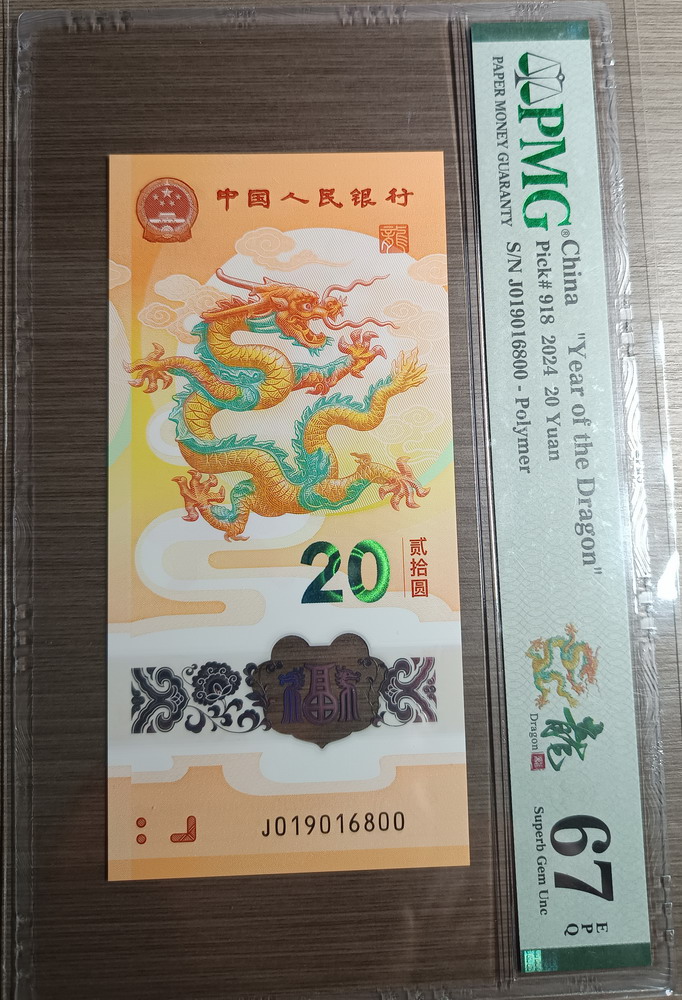 中国人民银行
龍
20
贰拾圆
福
J019016800
PMG®
PAPER MONEY GUARANTY
China "Year of the Dragon"
Pick# 918 2024 20 Yuan
S/N J019016800 - Polymer
龍
Dragon
67
EPQ
Superb Gem Unc